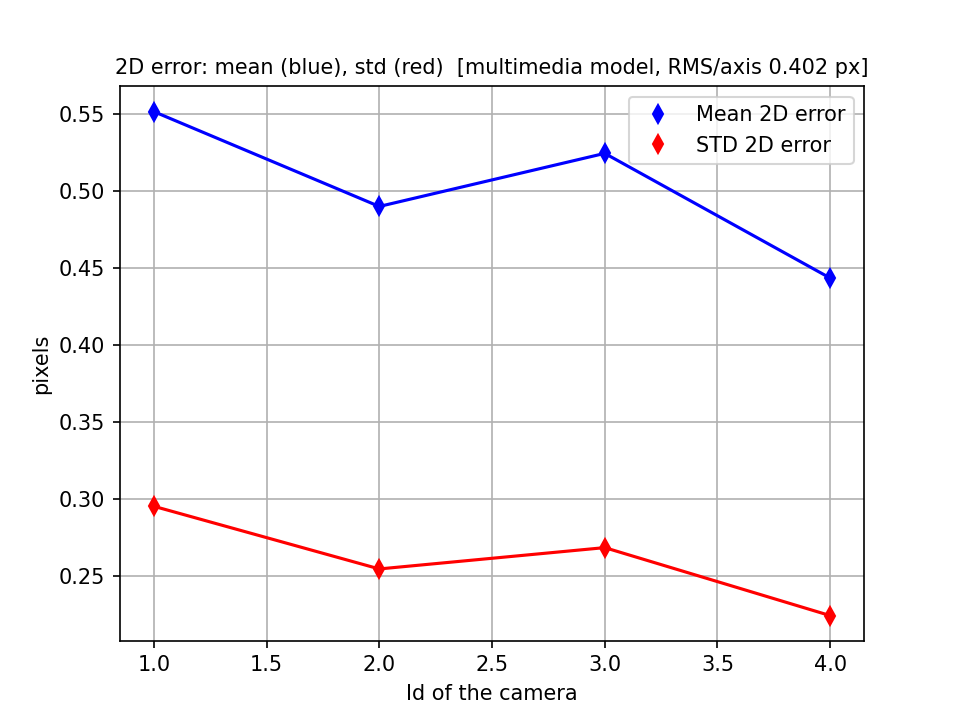 2D error: mean (blue), std (red)  [multimedia model, RMS/axis 0.402 px]
Mean 2D error
STD 2D error
0.55
0.50
0.45
0.40
0.35
0.30
0.25
pixels
1.0 1.5 2.0 2.5 3.0 3.5 4.0
Id of the camera